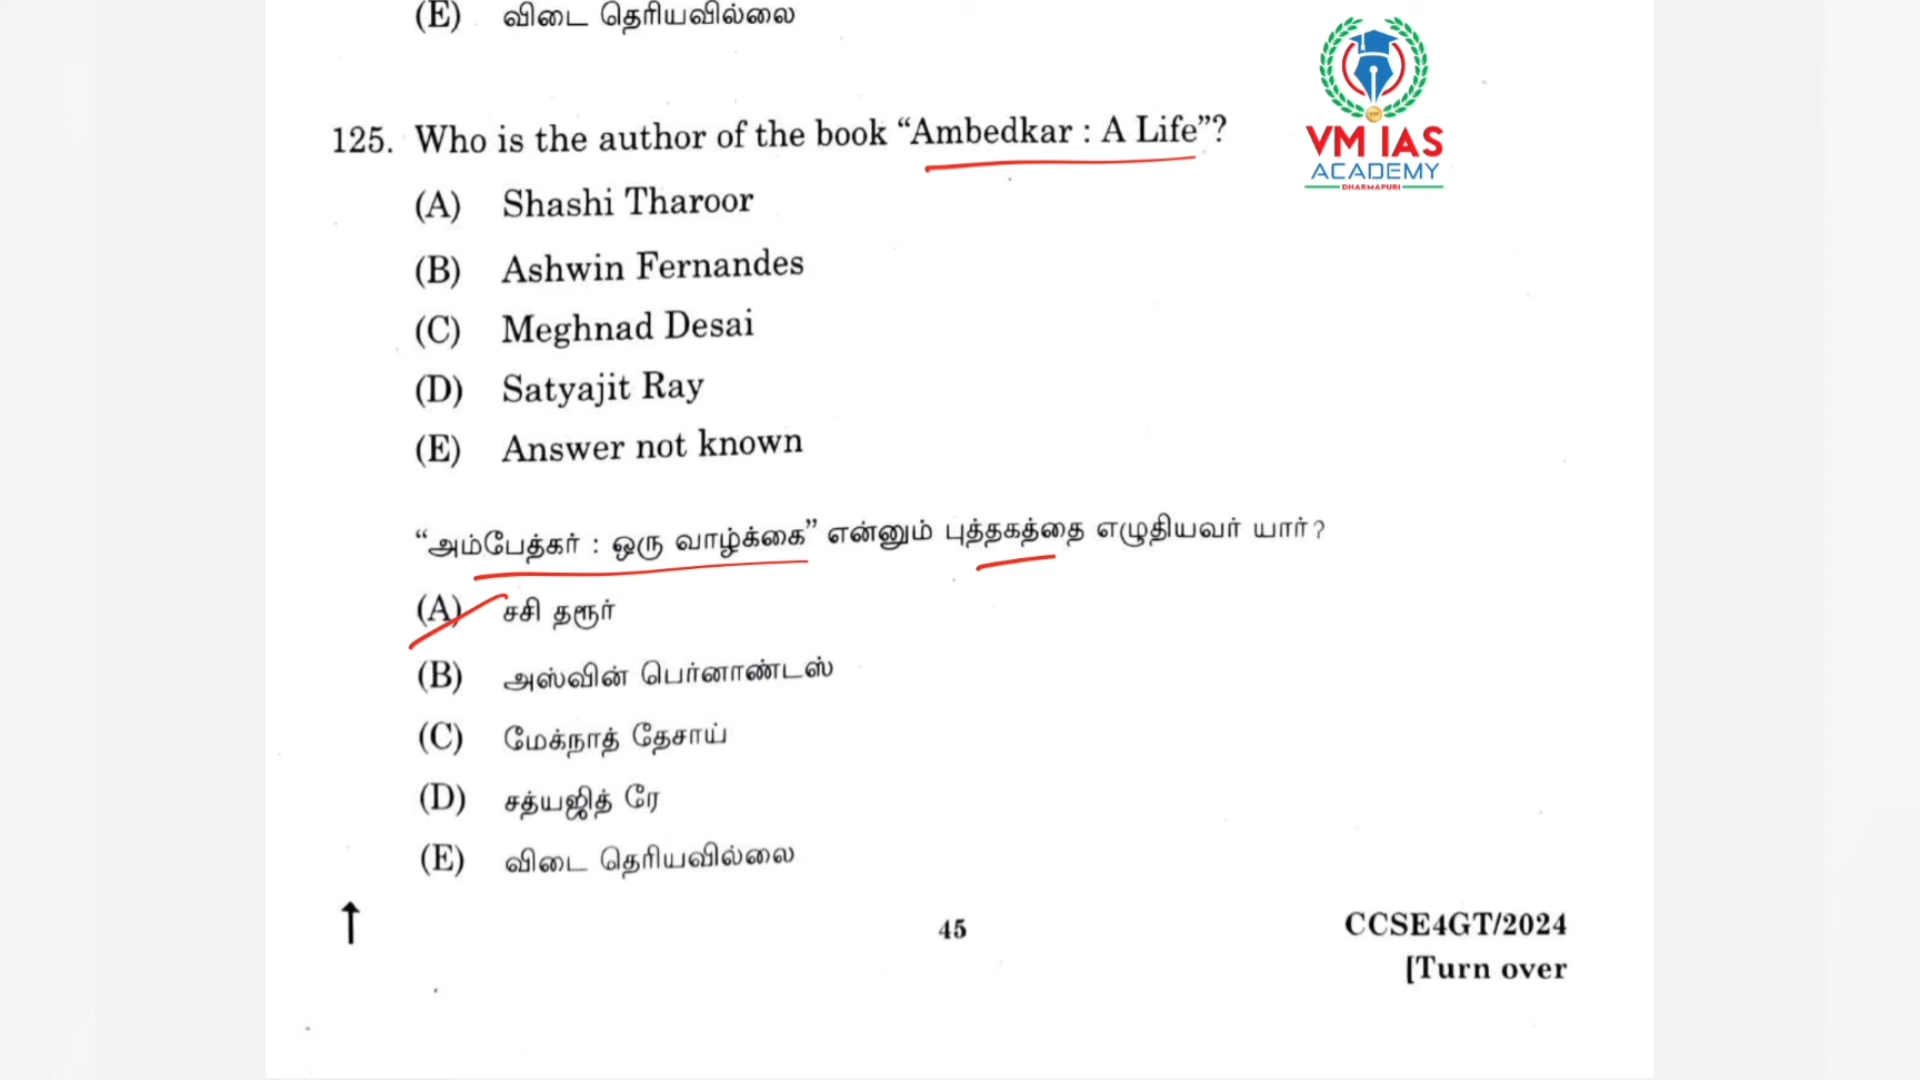 (E) விடை தெரியவில்லை
125. Who is the author of the book “Ambedkar : A Life”?
(A) Shashi Tharoor
(B) Ashwin Fernandes
(C) Meghnad Desai
(D) Satyajit Ray
(E) Answer not known
“அம்பேத்கர் : ஒரு வாழ்க்கை” என்னும் புத்தகத்தை எழுதியவர் யார்?
(A) சசி தரூர்
(B) அஸ்வின் பெர்னாண்டஸ்
(C) மேக்நாத் தேசாய்
(D) சத்யஜித் ரே
(E) விடை தெரியவில்லை
↑ 45 CCSE4GT/2024
[Turn over
VM IAS
ACADEMY
DHARMAPURI